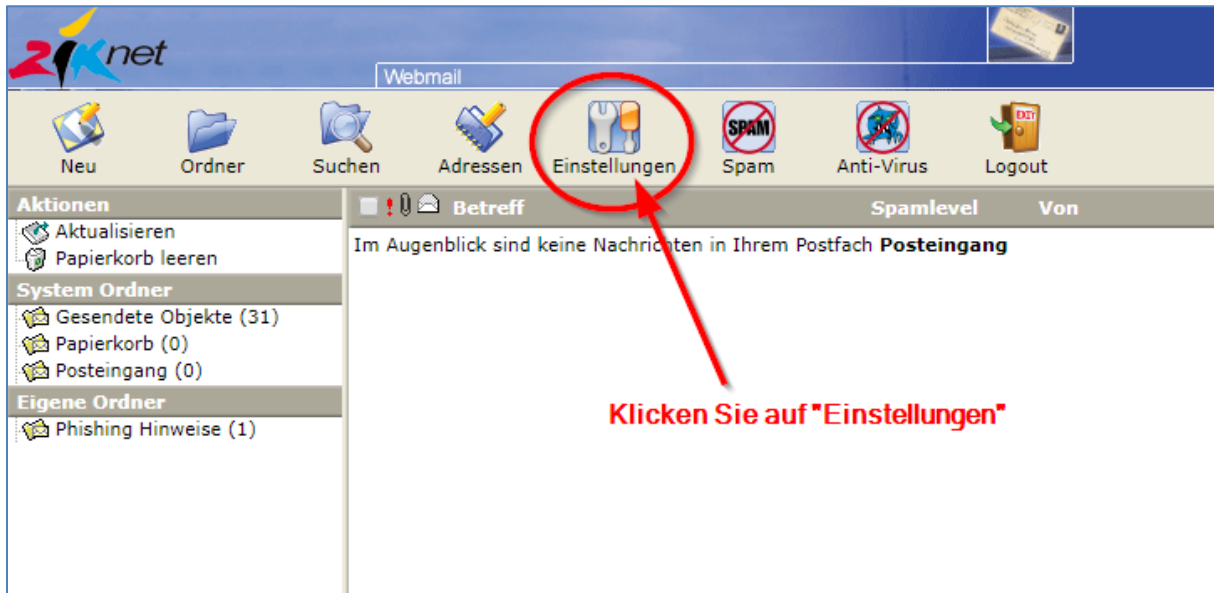 2iKnet
Webmail
Neu Ordner Suchen Adressen Einstellungen SPAM Spam Anti-Virus EXIT Logout
Aktionen
Aktualisieren
Papierkorb leeren
System Ordner
Gesendete Objekte (31)
Papierkorb (0)
Posteingang (0)
Eigene Ordner
Phishing Hinweise (1)
Betreff Spamlevel Von
Im Augenblick sind keine Nachrichten in Ihrem Postfach Posteingang
Klicken Sie auf "Einstellungen"